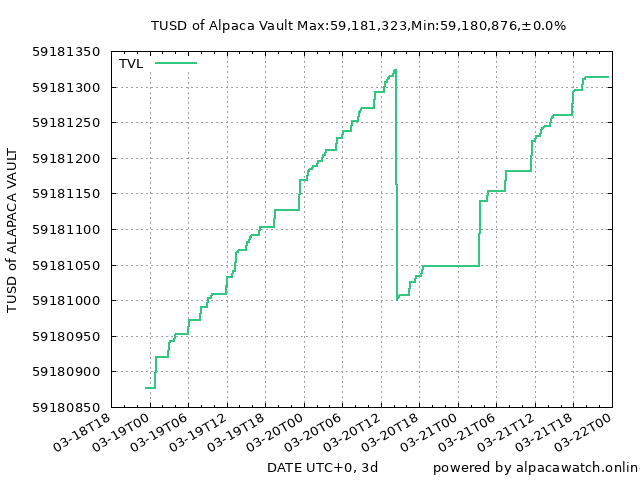 TUSD of Alpaca Vault Max:59,181,323,Min:59,180,876,±0.0%
TVL
TUSD of ALAPACA VAULT
59181350
59181300
59181250
59181200
59181150
59181100
59181050
59181000
59180950
59180900
59180850
03-18T18
03-19T00
03-19T06
03-19T12
03-19T18
03-20T00
03-20T06
03-20T12
03-20T18
03-21T00
03-21T06
03-21T12
03-21T18
03-22T00
DATE UTC+0, 3d
powered by alpacawatch.onlin